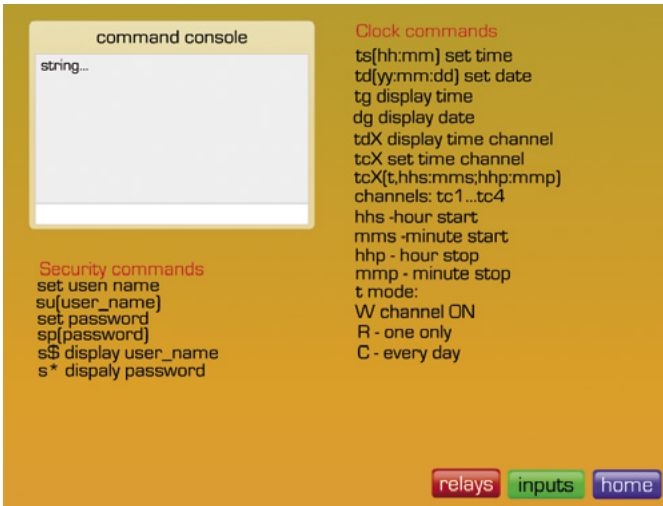 command console
string...
Security commands
set usen name
su(user_name)
set password
sp(password)
s$ display user_name
s* dispaly password
Clock commands
ts(hh:mm) set time
td(yy:mm:dd) set date
tg display time
dg display date
tdX display time channel
tcX set time channel
tcX(t,hhs:mms;hhp:mmp)
channels: tc1...tc4
hhs -hour start
mms -minute start
hhp - hour stop
mmp - minute stop
t mode:
W channel ON
R - one only
C - every day
relays inputs home